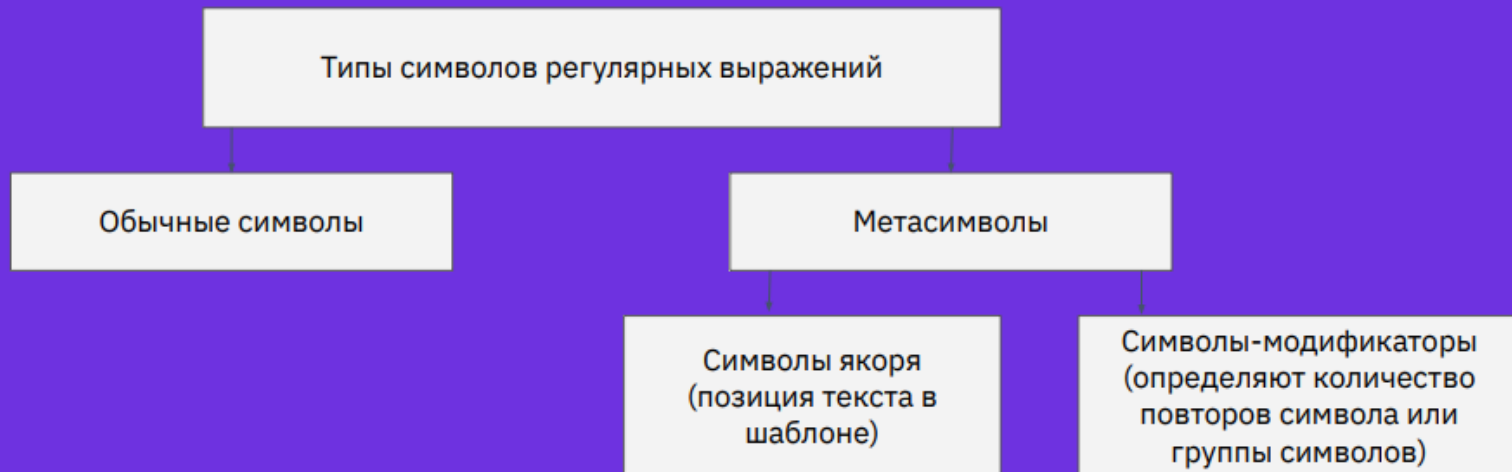 Типы символов регулярных выражений
Обычные символы
Метасимволы
Символы якоря
(позиция текста в
шаблоне)
Символы-модификаторы
(определяют количество
повторов символа или
группы символов)